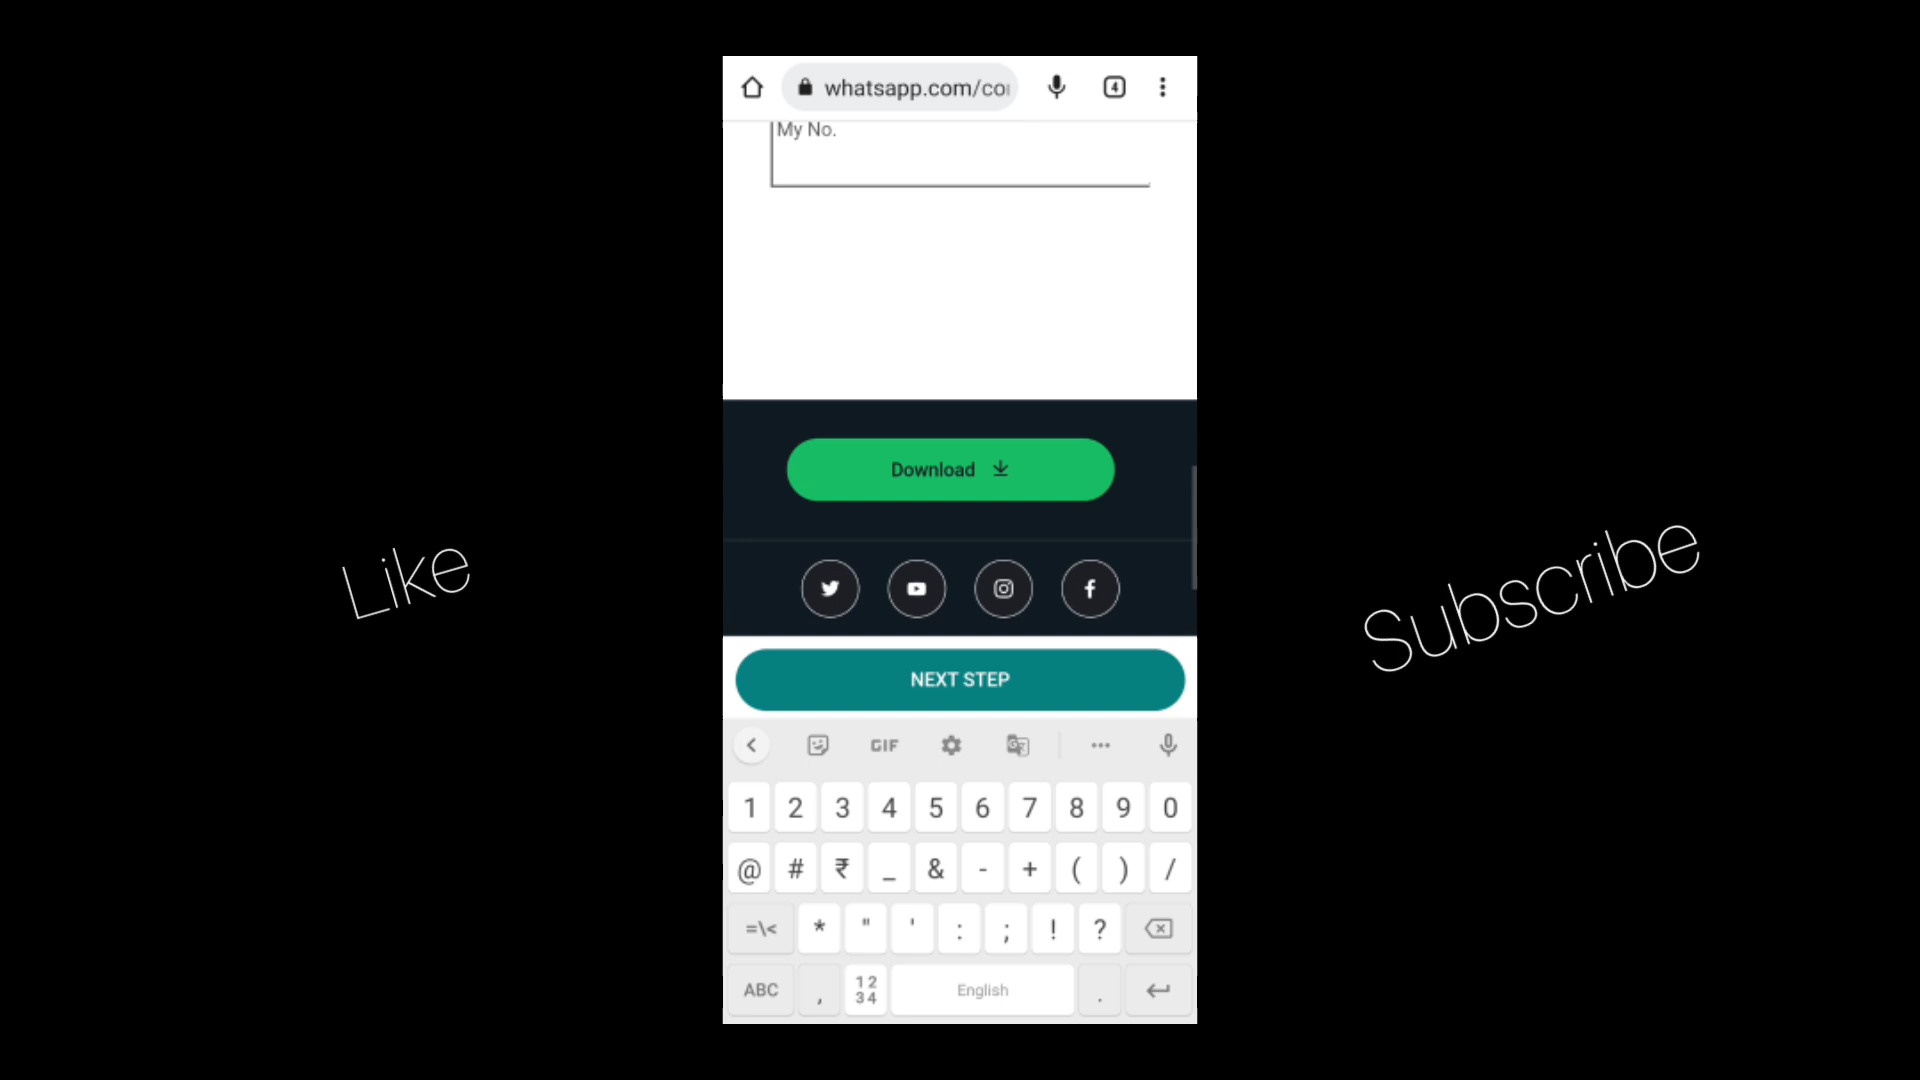 whatsapp.com/co
4
My No.
Download
Like
Subscribe
NEXT STEP
GIF
1 2 3 4 5 6 7 8 9 0
@ # ₹ _ & - + ( ) /
=\< * " ' : ; ! ?
ABC , 12 34 English .